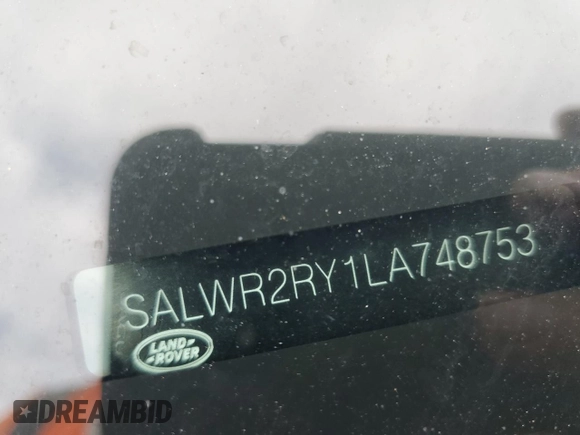 SALWR2RY1LA748753
LAND-
ROVER
DREAMBID